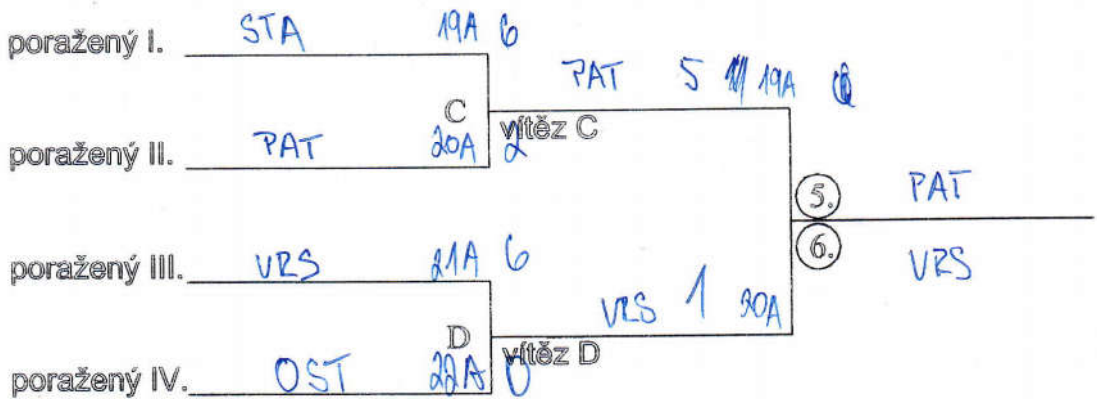 poražený I. STA 19A 6
PAT 5 19A
C vítěz C
poražený II. PAT 20A 2
5. PAT
6. VRS
poražený III. VRS 21A 6
VRS 1 20A
D vítěz D
poražený IV. OST 22A 0